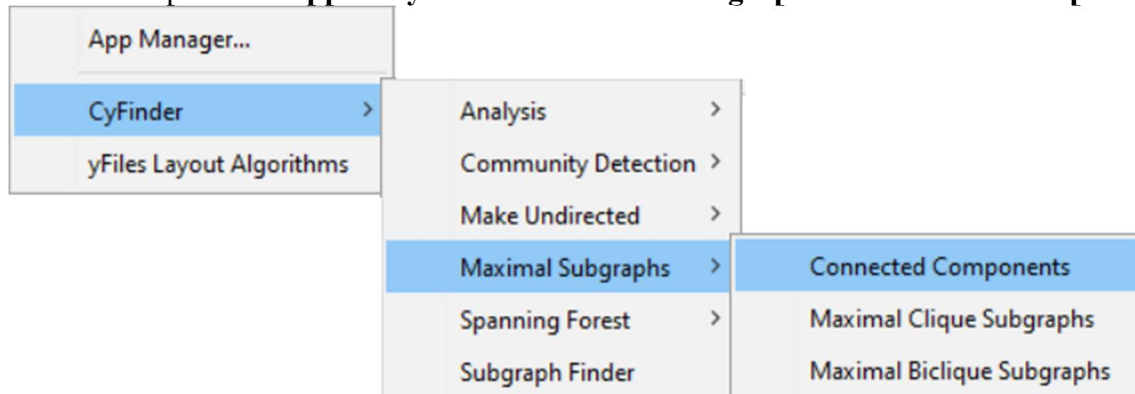 App Manager...
CyFinder >
yFiles Layout Algorithms
Analysis >
Community Detection >
Make Undirected >
Maximal Subgraphs >
Spanning Forest >
Subgraph Finder
Connected Components
Maximal Clique Subgraphs
Maximal Biclique Subgraphs